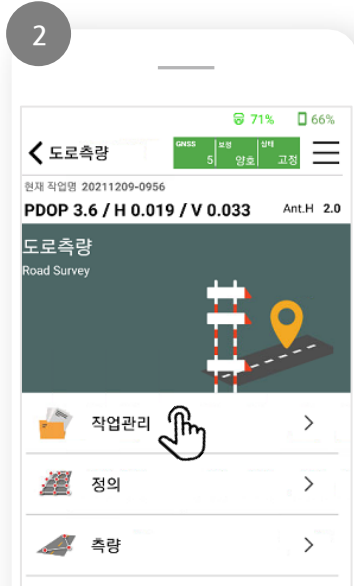 2
71% 66%
도로측량
GNSS 5 보정 양호 상태 고정
현재 작업명 20211209-0956
PDOP 3.6 / H 0.019 / V 0.033 Ant.H 2.0
도로측량
Road Survey
작업관리
정의
측량